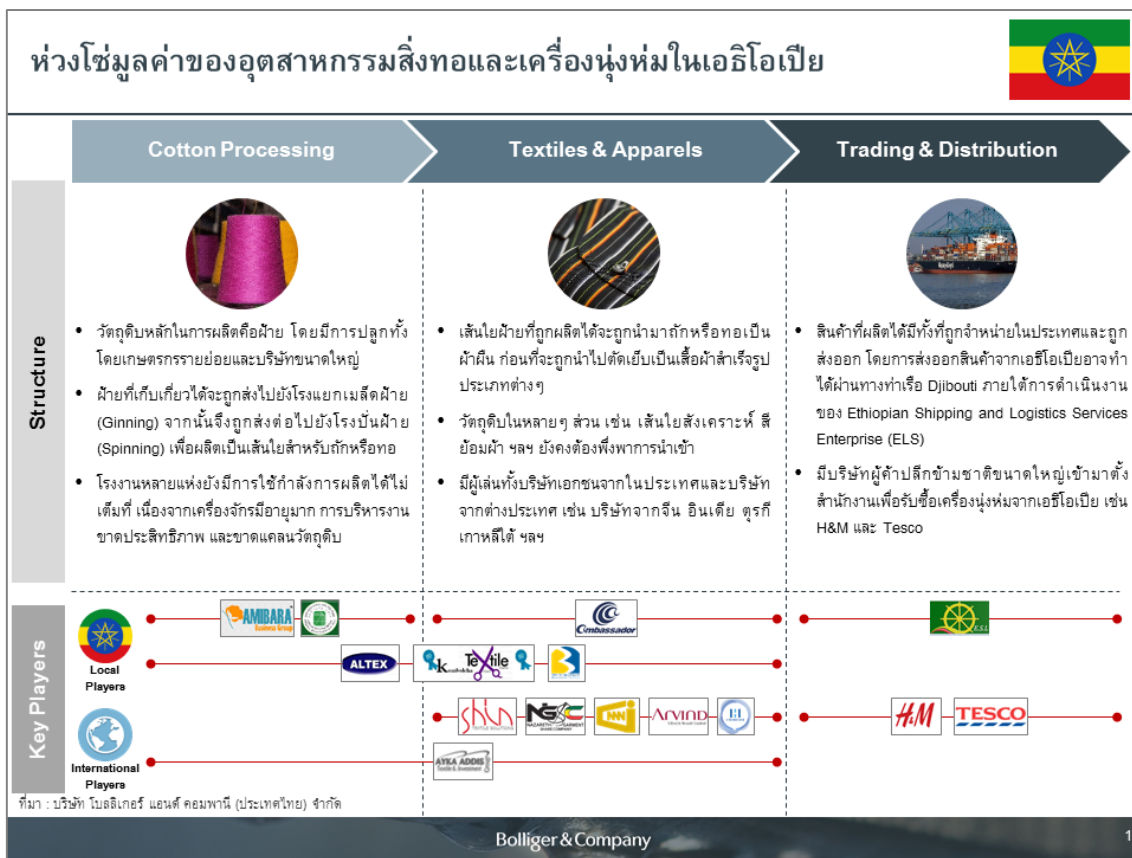 ห่วงโซ่มูลค่าของอุตสาหกรรมสิ่งทอและเครื่องนุ่งห่มในเอธิโอเปีย
Cotton Processing
Textiles & Apparels
Trading & Distribution
Structure
• วัตถุดิบหลักในการผลิตคือฝ้าย โดยมีการปลูกทั้ง
โดยเกษตรกรรายย่อยและบริษัทขนาดใหญ่
• ฝ้ายที่เก็บเกี่ยวได้จะถูกส่งไปยังโรงแยกเมล็ดฝ้าย
(Ginning) จากนั้นจึงถูกส่งต่อไปยังโรงปั่นฝ้าย
(Spinning) เพื่อผลิตเป็นเส้นใยสำหรับถักหรือทอ
• โรงงานหลายแห่งยังมีการใช้กำลังการผลิตได้ไม่
เต็มที่ เนื่องจากเครื่องจักรมีอายุมาก การบริหารงาน
ขาดประสิทธิภาพ และขาดแคลนวัตถุดิบ
• เส้นใยฝ้ายที่ถูกผลิตได้จะถูกนำมาถักหรือทอเป็น
ผ้าผืน ก่อนที่จะถูกนำไปตัดเย็บเป็นเสื้อผ้าสำเร็จรูป
ประเภทต่างๆ
• วัตถุดิบในหลายๆ ส่วน เช่น เส้นใยสังเคราะห์ สี
ย้อมผ้า ฯลฯ ยังคงต้องพึ่งพาการนำเข้า
• มีผู้เล่นทั้งบริษัทเอกชนจากในประเทศและบริษัท
จากต่างประเทศ เช่น บริษัทจากจีน อินเดีย ตุรกี
เกาหลีใต้ ฯลฯ
• สินค้าที่ผลิตได้มีทั้งที่ถูกจำหน่ายในประเทศและถูก
ส่งออก โดยการส่งออกสินค้าจากเอธิโอเปียอาจทำ
ได้ผ่านทางท่าเรือ Djibouti ภายใต้การดำเนินงาน
ของ Ethiopian Shipping and Logistics Services
Enterprise (ELS)
• มีบริษัทผู้ค้าปลีกข้ามชาติขนาดใหญ่เข้ามาตั้ง
สำนักงานเพื่อรับซื้อเครื่องนุ่งห่มจากเอธิโอเปีย เช่น
H&M และ Tesco
Key Players
Local
Players
AMIBARA
Business Group
ambassador
E.S.L
ALTEX
Textile
International
Players
Shin
TEXTILE SOLUTIONS
NGSC
NAZARETH GARMENT
SHARE COMPANY
ARVIND
H&M
TESCO
AYKA ADDIS
Textile & Investment
ที่มา : บริษัท โบลลิเกอร์ แอนด์ คอมพานี (ประเทศไทย) จำกัด
Bolliger & Company
1